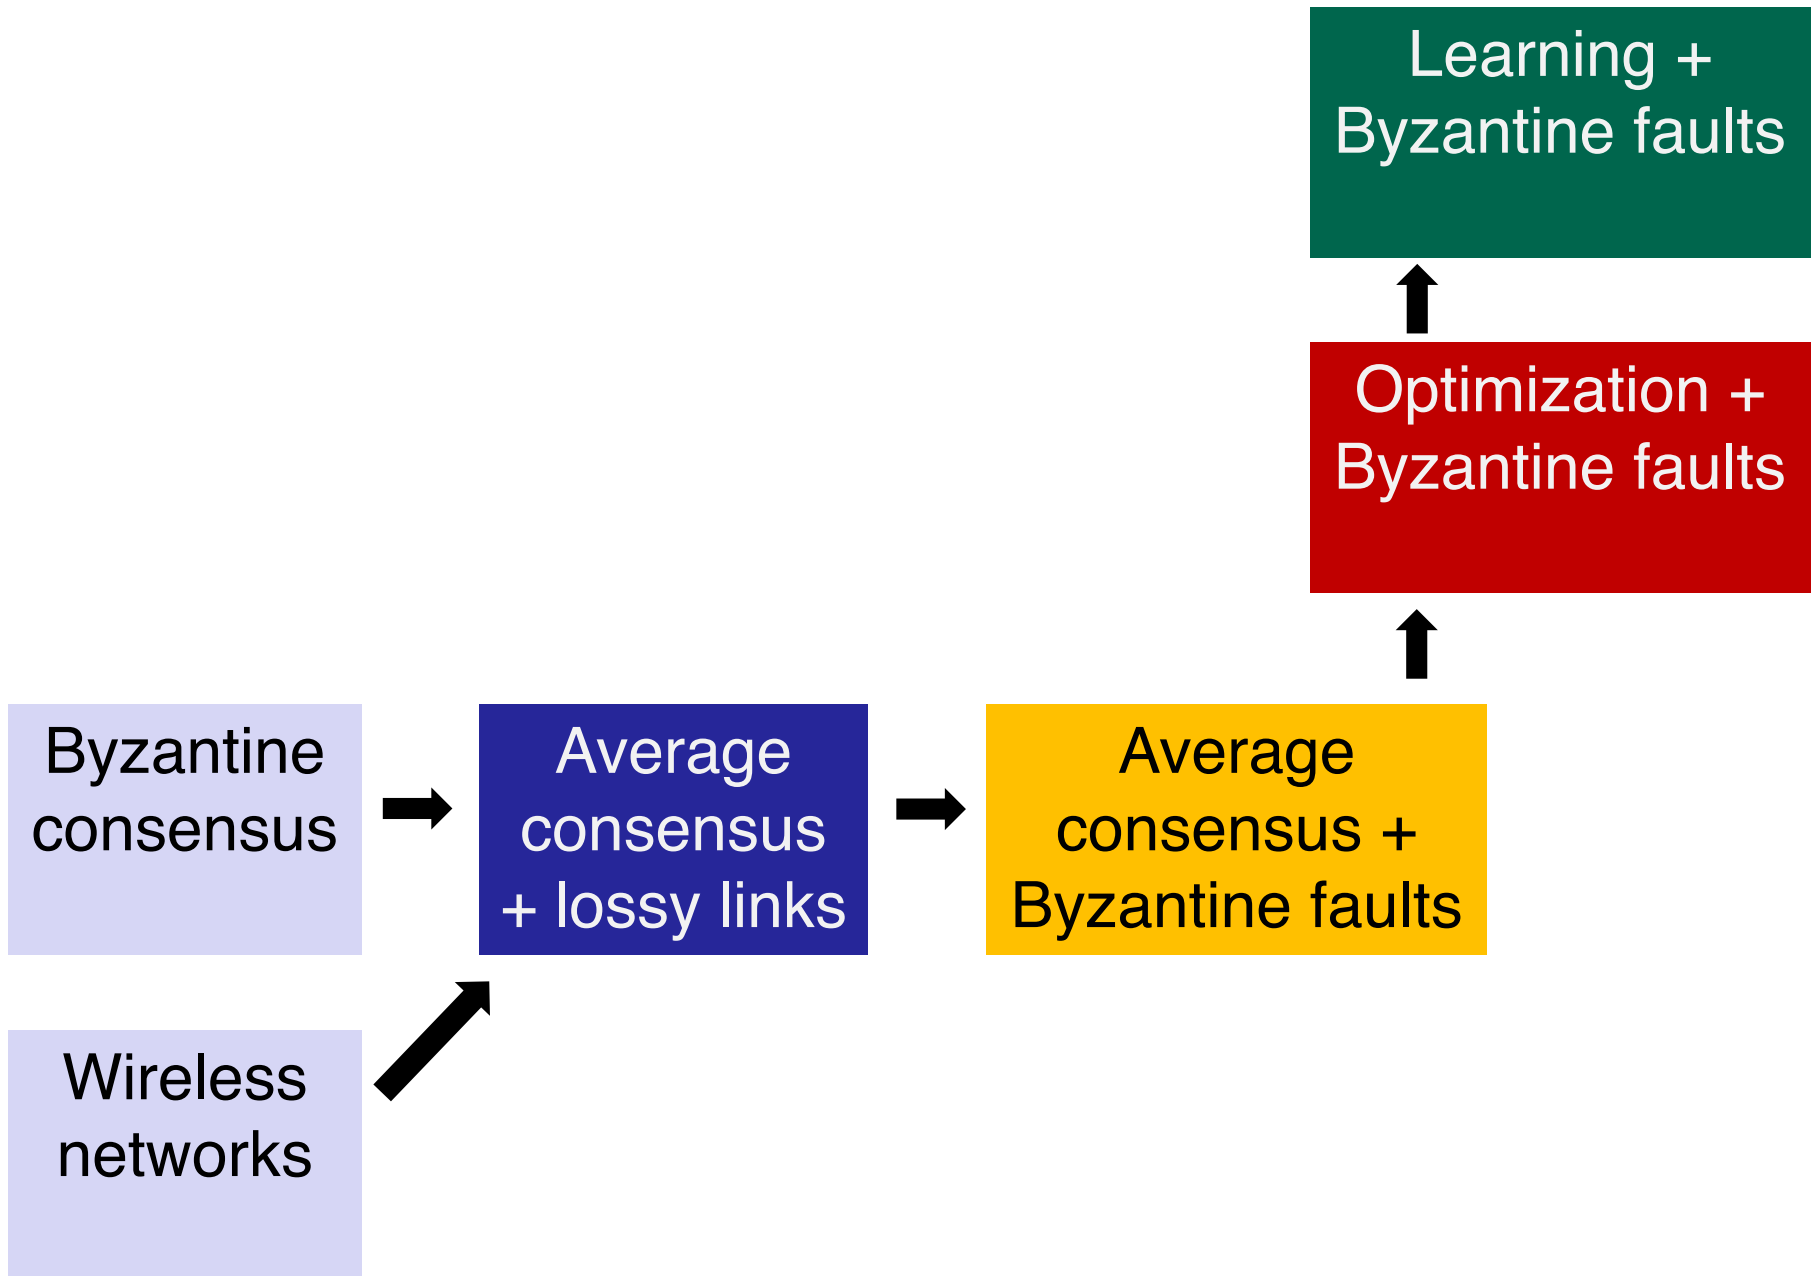 Learning +
Byzantine faults
Optimization +
Byzantine faults
Byzantine
consensus
Average
consensus
+ lossy links
Average
consensus +
Byzantine faults
Wireless
networks